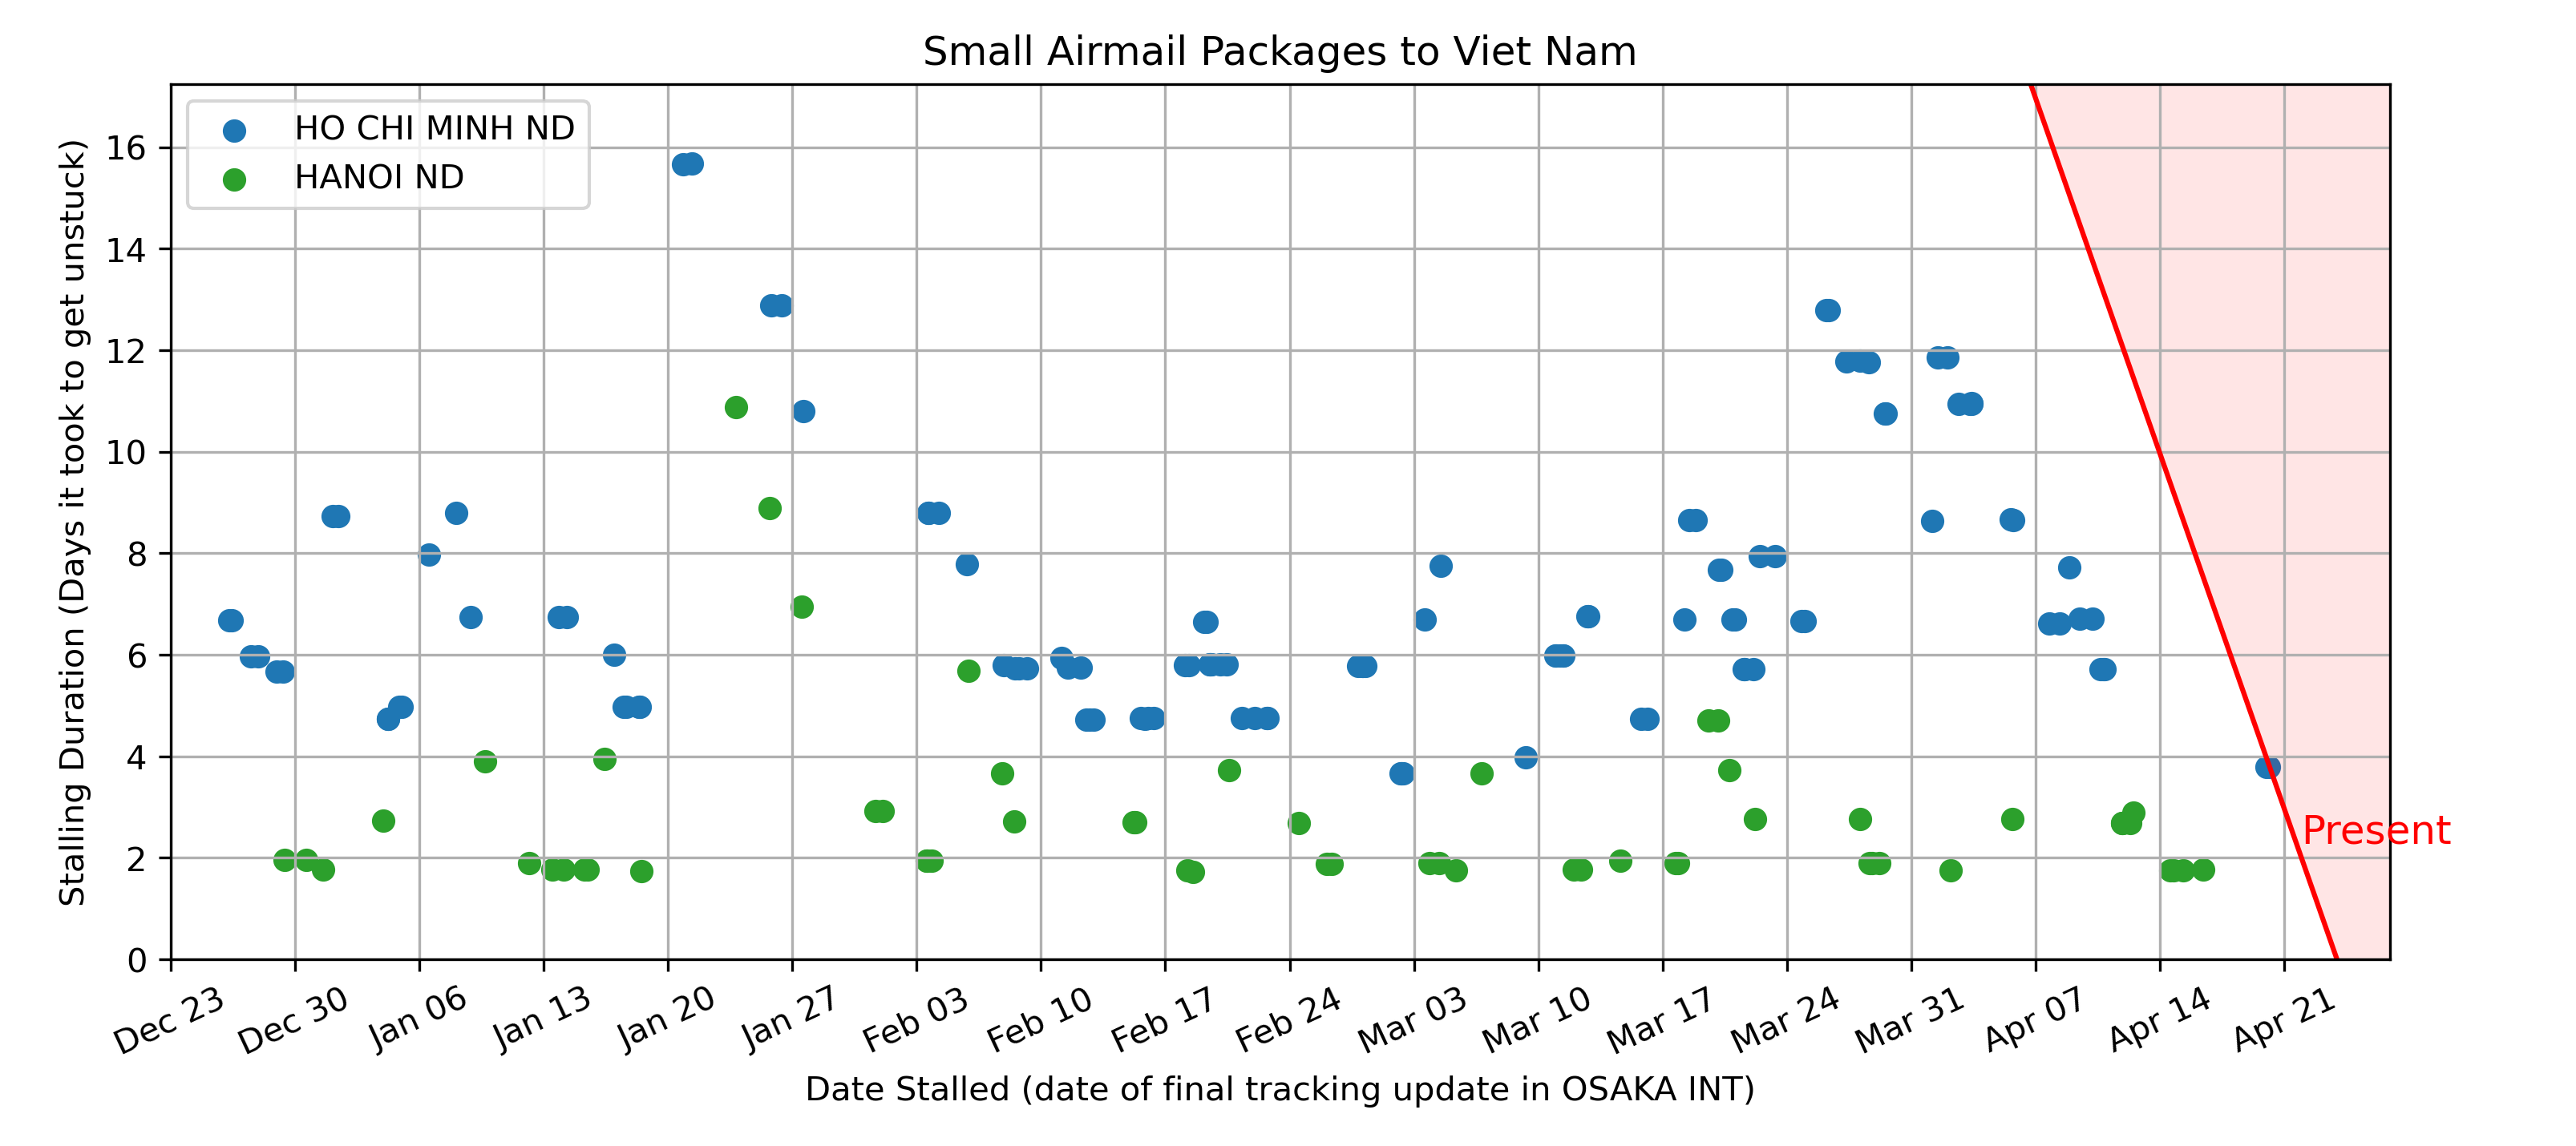 Small Airmail Packages to Viet Nam
HO CHI MINH ND
HANOI ND
Stalling Duration (Days it took to get unstuck)
16
14
12
10
8
6
4
2
0
Present
Dec 23
Dec 30
Jan 06
Jan 13
Jan 20
Jan 27
Feb 03
Feb 10
Feb 17
Feb 24
Mar 03
Mar 10
Mar 17
Mar 24
Mar 31
Apr 07
Apr 14
Apr 21
Date Stalled (date of final tracking update in OSAKA INT)